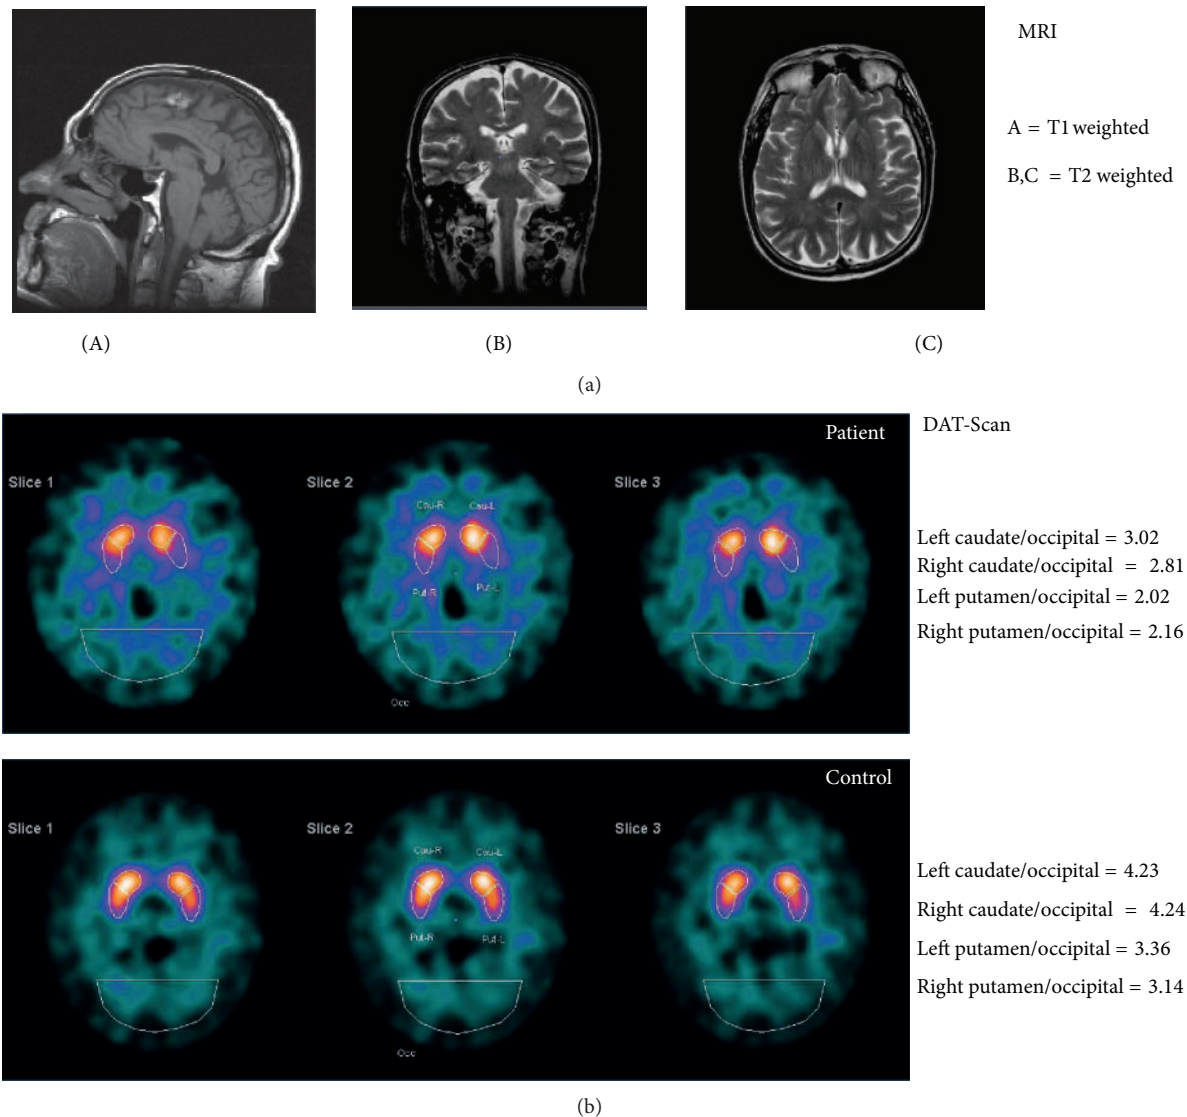 MRI
A = T1 weighted
B,C = T2 weighted
(A)
(B)
(C)
(a)
Patient
DAT-Scan
Slice 1
Slice 2
Slice 3
Cau-R
Cau-L
Put-R
Put-L
Occ
Left caudate/occipital = 3.02
Right caudate/occipital = 2.81
Left putamen/occipital = 2.02
Right putamen/occipital = 2.16
Control
Slice 1
Slice 2
Slice 3
Cau-R
Cau-L
Put-R
Put-L
Occ
Left caudate/occipital = 4.23
Right caudate/occipital = 4.24
Left putamen/occipital = 3.36
Right putamen/occipital = 3.14
(b)